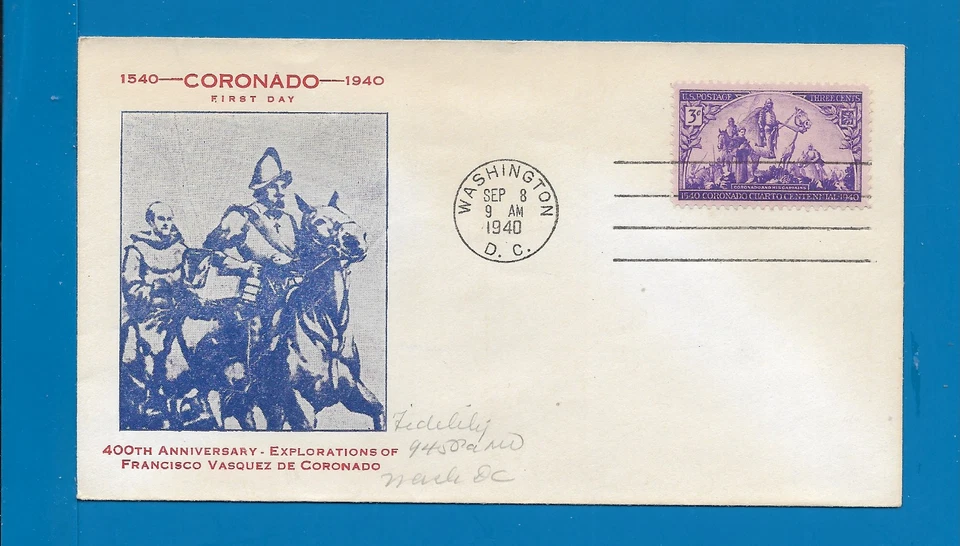 1540—CORONADO—1940
FIRST DAY
400TH ANNIVERSARY - EXPLORATIONS OF
FRANCISCO VASQUEZ DE CORONADO
WASHINGTON
SEP 8
9 AM
1940
D. C.
U.S. POSTAGE THREE CENTS
3¢
CORONADO AND HIS CAPTAINS
1540 CORONADO CUARTO CENTENNIAL 1940
Fidelity
Wash DC